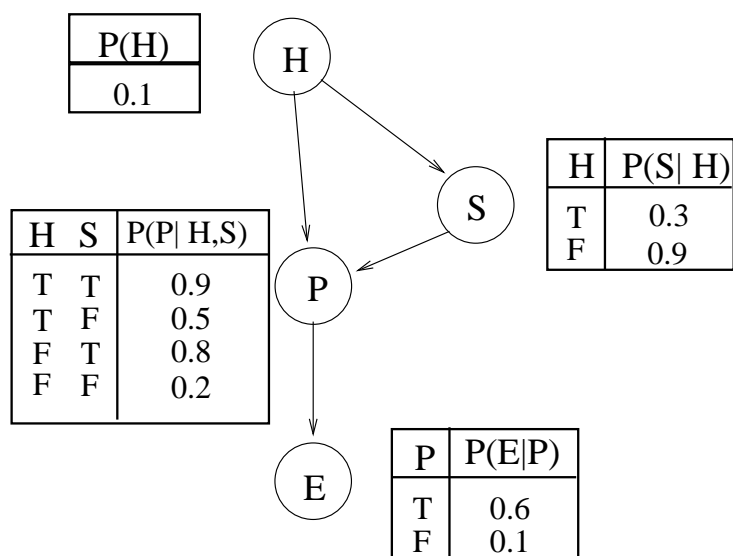 P(H)
0.1
H
S
H P(S| H)
T 0.3
F 0.9
H S P(P| H,S)
T T 0.9
T F 0.5
F T 0.8
F F 0.2
P
E
P P(E|P)
T 0.6
F 0.1